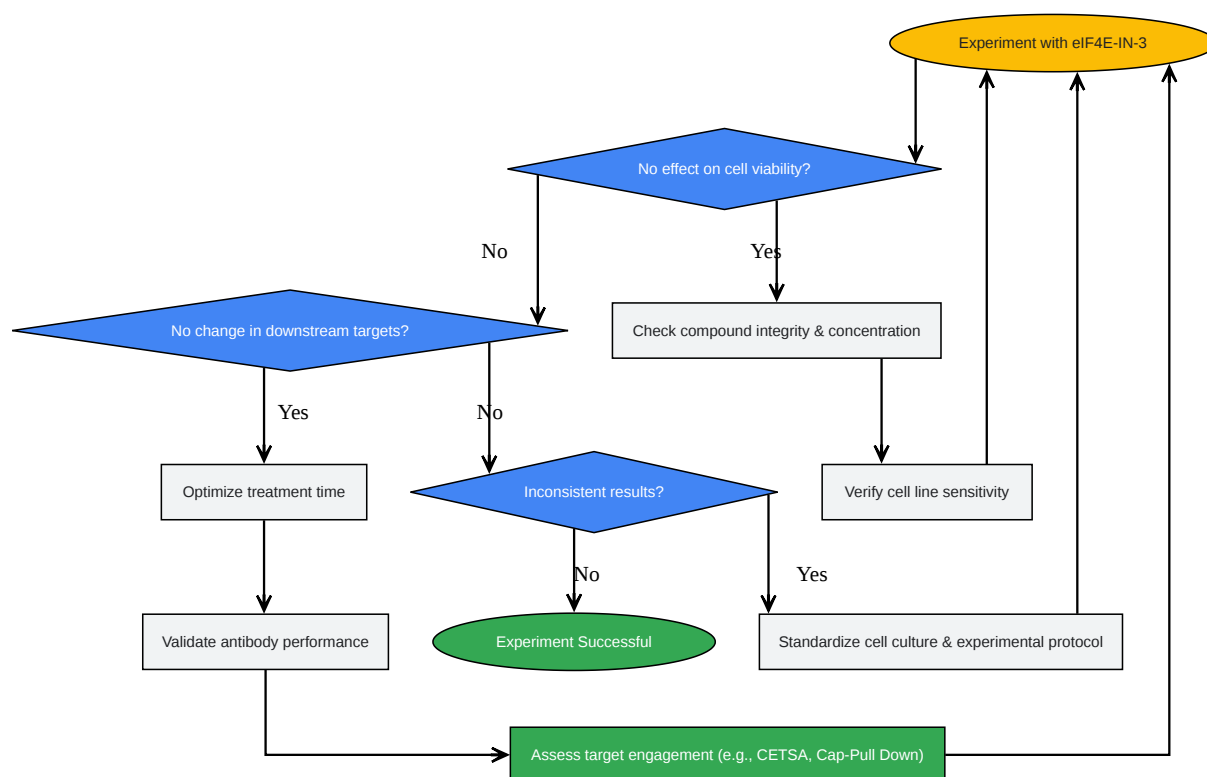 Experiment with eIF4E-IN-3
No effect on cell viability?
No
Yes
No change in downstream targets?
Check compound integrity & concentration
Yes
No
Optimize treatment time
Inconsistent results?
Verify cell line sensitivity
No
Yes
Validate antibody performance
Experiment Successful
Standardize cell culture & experimental protocol
Assess target engagement (e.g., CETSA, Cap-Pull Down)